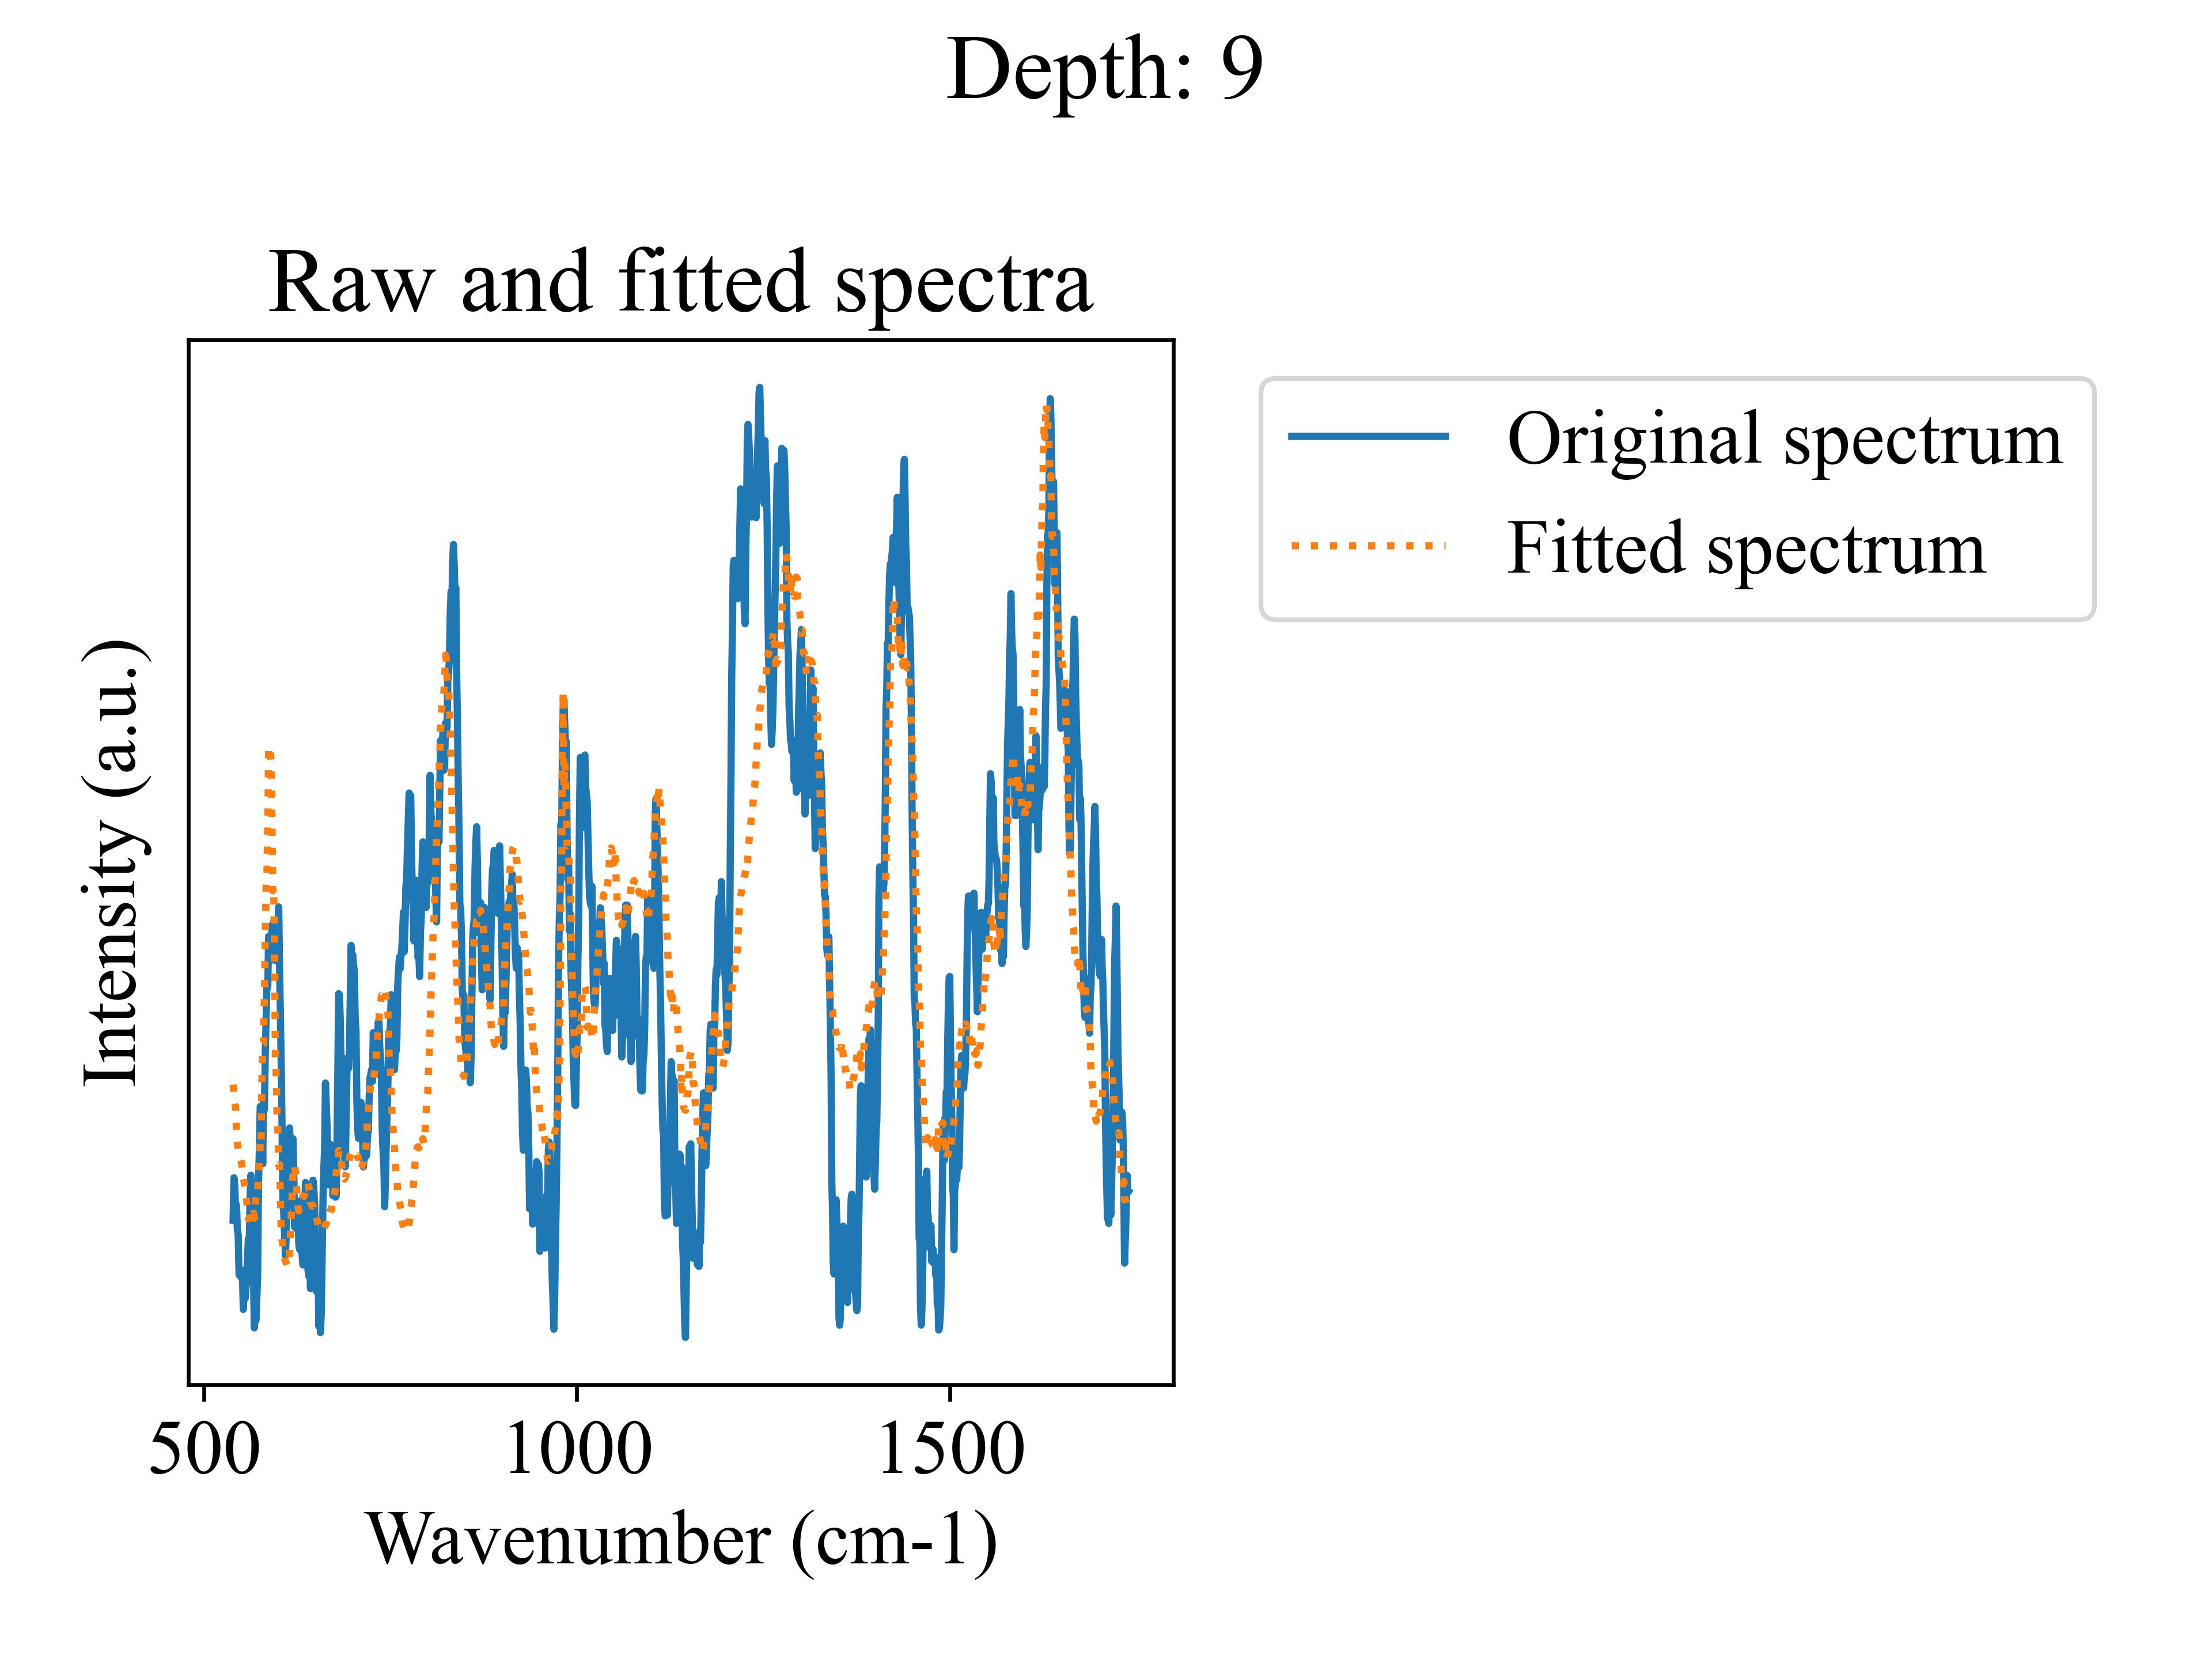 Depth: 9
Raw and fitted spectra
Original spectrum
Fitted spectrum
Intensity (a.u.)
500 1000 1500
Wavenumber (cm-1)